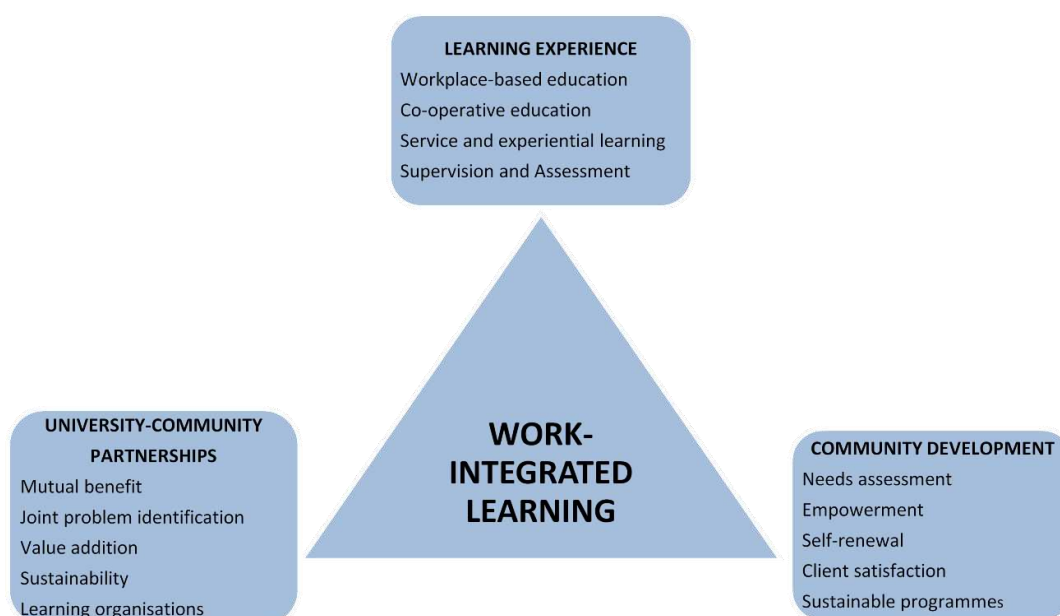 LEARNING EXPERIENCE
Workplace-based education
Co-operative education
Service and experiential learning
Supervision and Assessment
UNIVERSITY-COMMUNITY
PARTNERSHIPS
Mutual benefit
Joint problem identification
Value addition
Sustainability
Learning organisations
WORK-
INTEGRATED
LEARNING
COMMUNITY DEVELOPMENT
Needs assessment
Empowerment
Self-renewal
Client satisfaction
Sustainable programmes